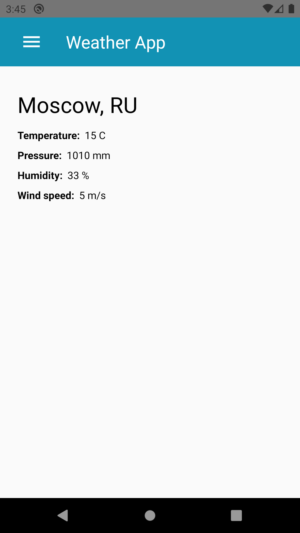 3:45
Weather App
Moscow, RU
Temperature: 15 C
Pressure: 1010 mm
Humidity: 33 %
Wind speed: 5 m/s